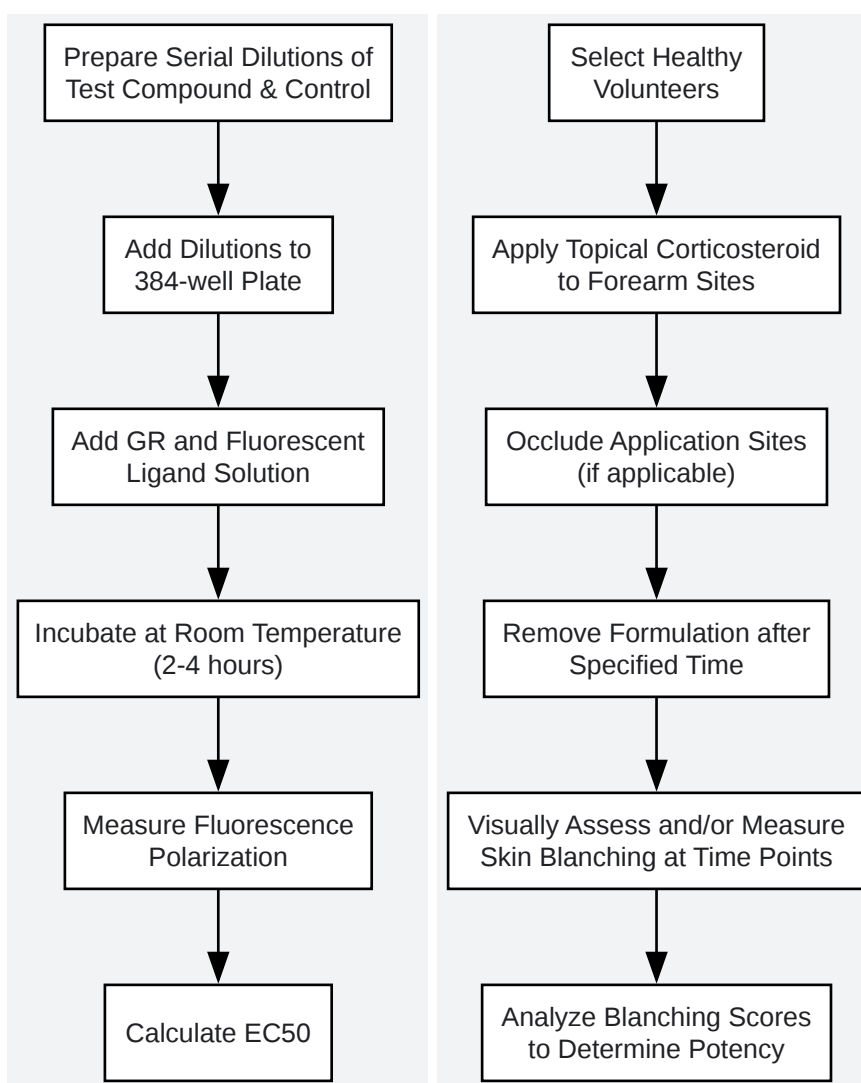 Prepare Serial Dilutions of
Test Compound & Control
Add Dilutions to
384-well Plate
Add GR and Fluorescent
Ligand Solution
Incubate at Room Temperature
(2-4 hours)
Measure Fluorescence
Polarization
Calculate EC50
Select Healthy
Volunteers
Apply Topical Corticosteroid
to Forearm Sites
Occlude Application Sites
(if applicable)
Remove Formulation after
Specified Time
Visually Assess and/or Measure
Skin Blanching at Time Points
Analyze Blanching Scores
to Determine Potency